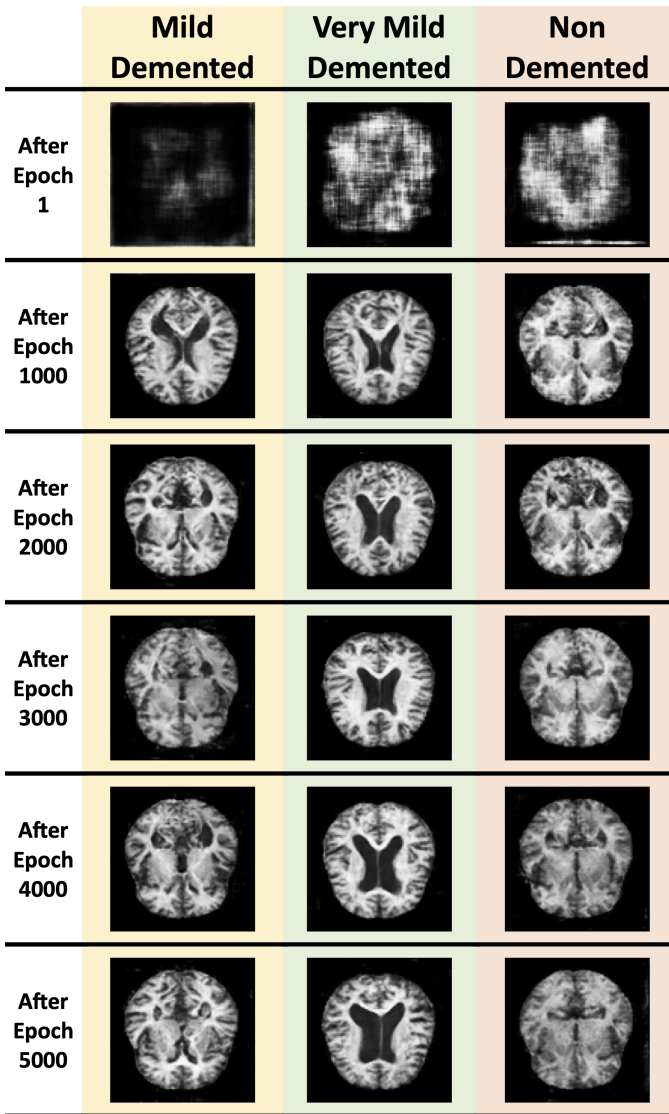 Mild
Demented
Very Mild
Demented
Non
Demented
After
Epoch
1
After
Epoch
1000
After
Epoch
2000
After
Epoch
3000
After
Epoch
4000
After
Epoch
5000